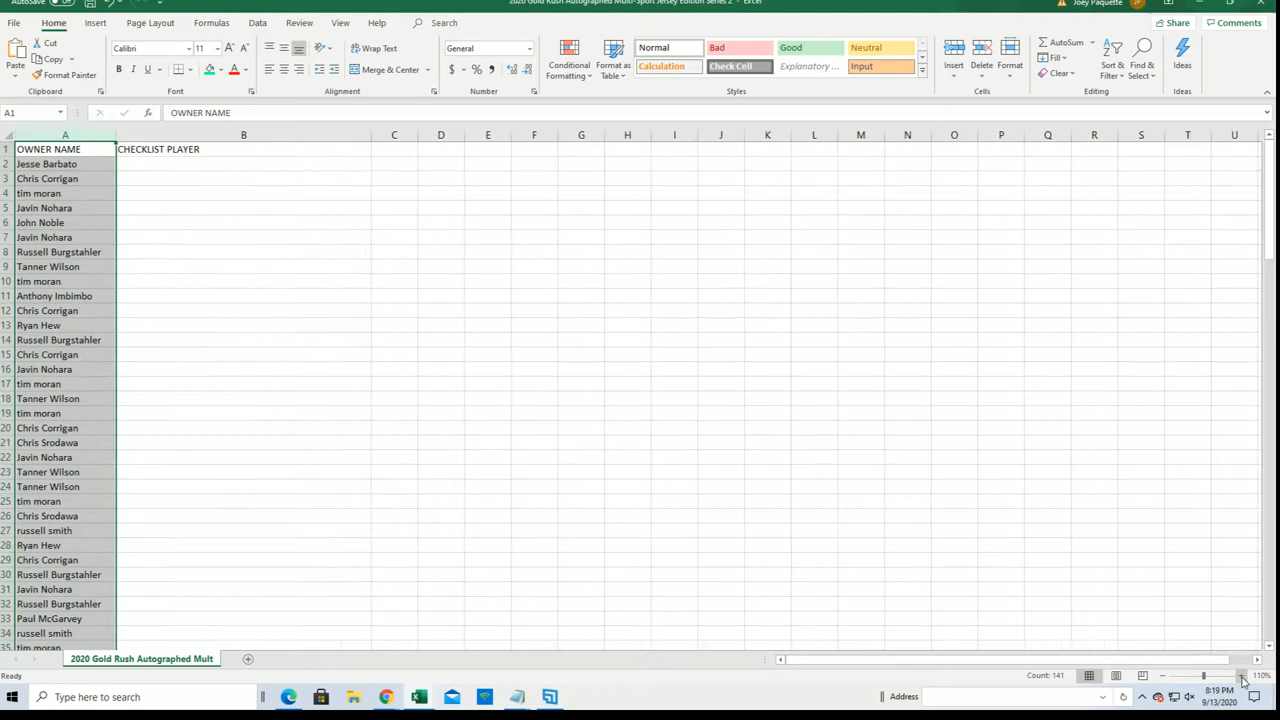 AutoSave
2020 Gold Rush Autographed Multi-Sport Jersey Edition Series 2 - Excel
Joey Paquette JP
File Home Insert Page Layout Formulas Data Review View Help Search Share Comments
Paste Cut Copy Format Painter Clipboard
Calibri 11 B I U A Font
Wrap Text Merge & Center Alignment
General $ % Number
Conditional Formatting Format as Table
Normal Bad Good Neutral
Calculation Check Cell Explanatory ... Input
Styles
Insert Delete Format Cells
AutoSum Fill Clear Sort & Filter Find & Select Editing
Ideas Ideas
A1 fx OWNER NAME
A B C D E F G H I J K L M N O P Q R S T U
1 OWNER NAME CHECKLIST PLAYER
2 Jesse Barbato
3 Chris Corrigan
4 tim moran
5 Javin Nohara
6 John Noble
7 Javin Nohara
8 Russell Burgstahler
9 Tanner Wilson
10 tim moran
11 Anthony Imbimbo
12 Chris Corrigan
13 Ryan Hew
14 Russell Burgstahler
15 Chris Corrigan
16 Javin Nohara
17 tim moran
18 Tanner Wilson
19 tim moran
20 Chris Corrigan
21 Chris Srodawa
22 Javin Nohara
23 Tanner Wilson
24 Tanner Wilson
25 tim moran
26 Chris Srodawa
27 russell smith
28 Ryan Hew
29 Chris Corrigan
30 Russell Burgstahler
31 Javin Nohara
32 Russell Burgstahler
33 Paul McGarvey
34 russell smith
35 tim moran
2020 Gold Rush Autographed Mult
Ready Count: 141 110%
Type here to search Address 8:19 PM
9/13/2020